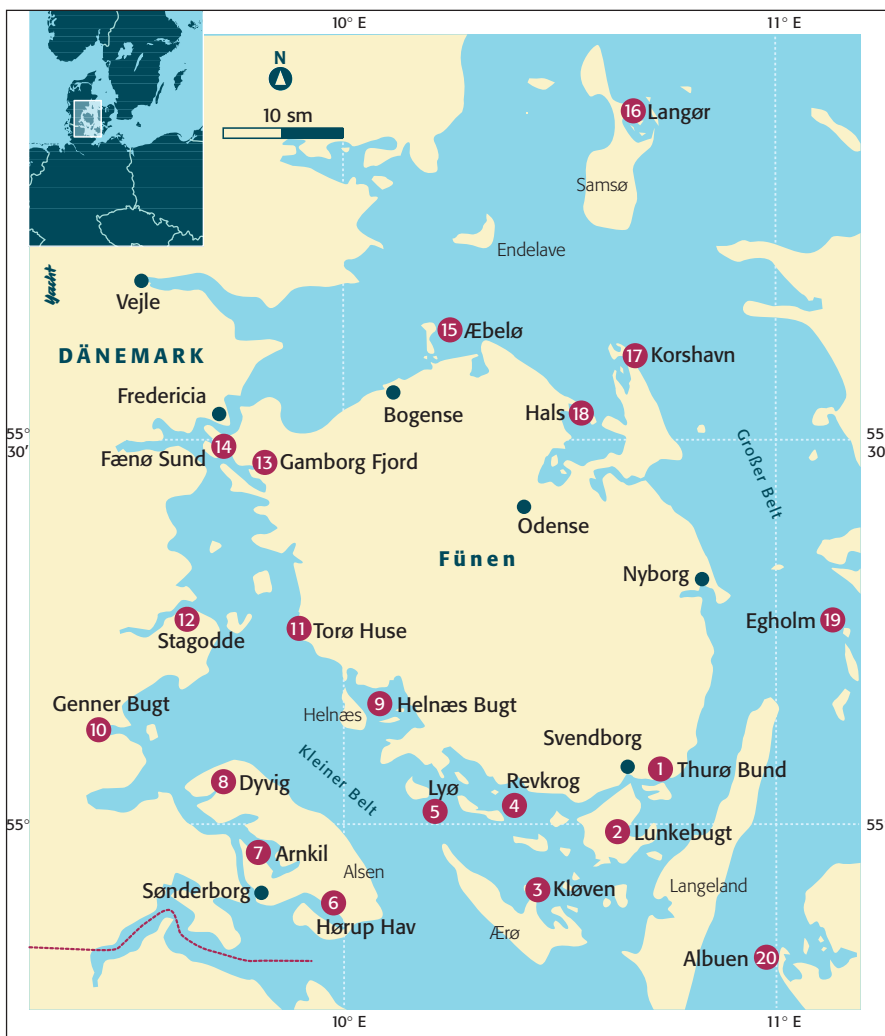 10° E
11° E
N
10 sm
16 Langør
Samsø
Endelave
Yacht
Vejle
15 Æbelø
DÄNEMARK
17 Korshavn
Fredericia
Bogense
Hals 18
55°
30′
55°
30′
14
Fænø Sund
13 Gamborg Fjord
Großer Belt
Odense
Fünen
Nyborg
12
Stagodde
11 Torø Huse
Egholm 19
Genner Bugt
10
9 Helnæs Bugt
Helnæs
Svendborg
1 Thurø Bund
Kleiner Belt
8 Dyvig
Lyø
5
Revkrog
4
55°
2 Lunkebugt
55°
7 Arnkil
Alsen
Sønderborg
3 Kløven
Langeland
6
Hørup Hav
Ærø
Albuen 20
10° E
11° E